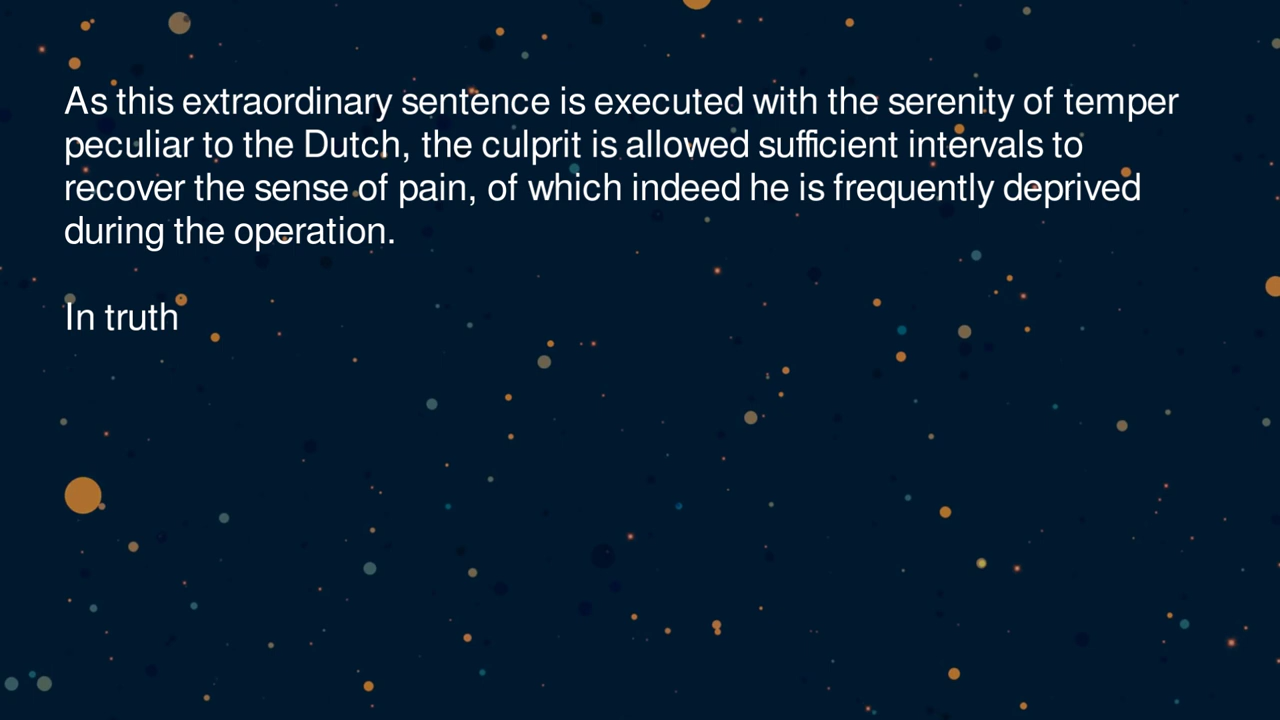 As this extraordinary sentence is executed with the serenity of temper
peculiar to the Dutch, the culprit is allowed sufficient intervals to
recover the sense of pain, of which indeed he is frequently deprived
during the operation.
In truth